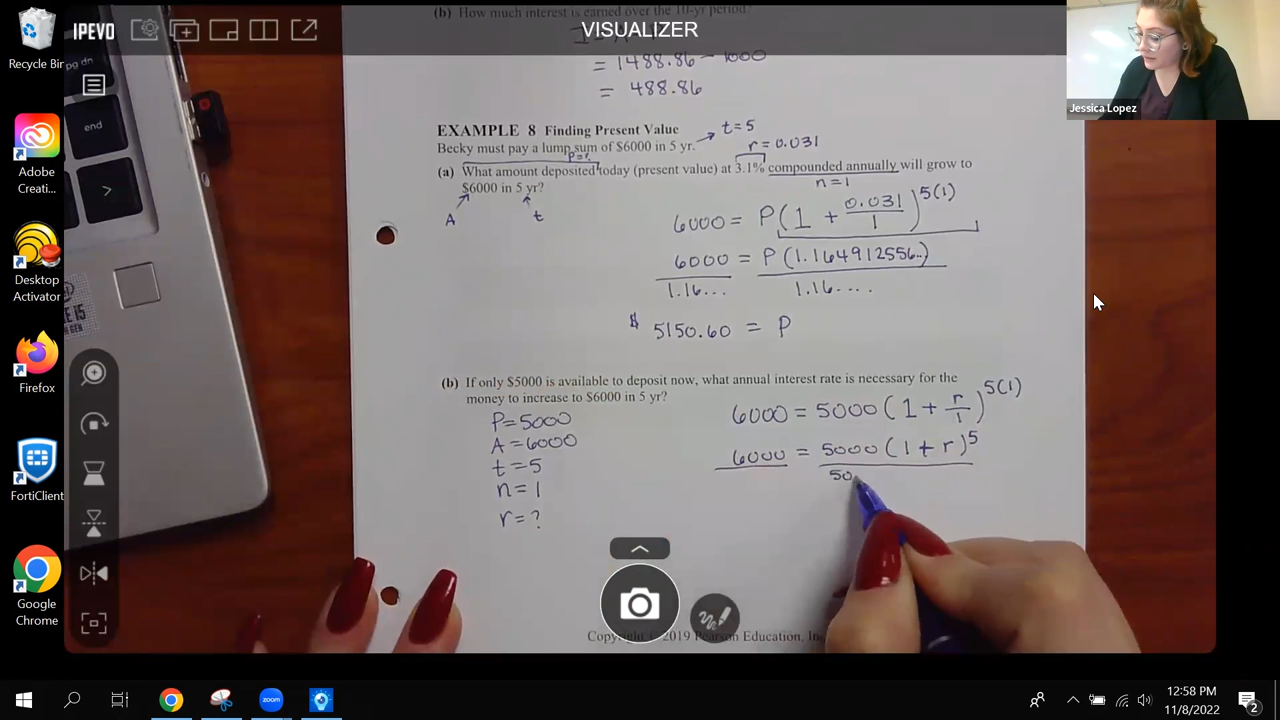 Recycle Bin
Adobe
Creati...
Desktop
Activator
Firefox
FortiClient
Google
Chrome
IPEVO
VISUALIZER
Jessica Lopez
pg dn
end
(b) How much interest is earned over the 10-yr period?
= 1488.86 - 1000
= 488.86
EXAMPLE 8 Finding Present Value
→ t=5
Becky must pay a lump sum of $6000 in 5 yr.
r = 0.031
P=?
(a) What amount deposited today (present value) at 3.1% compounded annually will grow to
n=1
$6000 in 5 yr?
A
t
6000 = P(1 + 0.031/1)^5(1)
6000 = P(1.164912556..)
1.16... 1.16....
$ 5150.60 = P
(b) If only $5000 is available to deposit now, what annual interest rate is necessary for the
money to increase to $6000 in 5 yr?
P=5000
A=6000
t=5
n=1
r=?
6000 = 5000(1 + r/1)^5(1)
6000 = 5000(1+r)^5
50
2019 Pearson Education, In
12:58 PM
11/8/2022
zoom
2